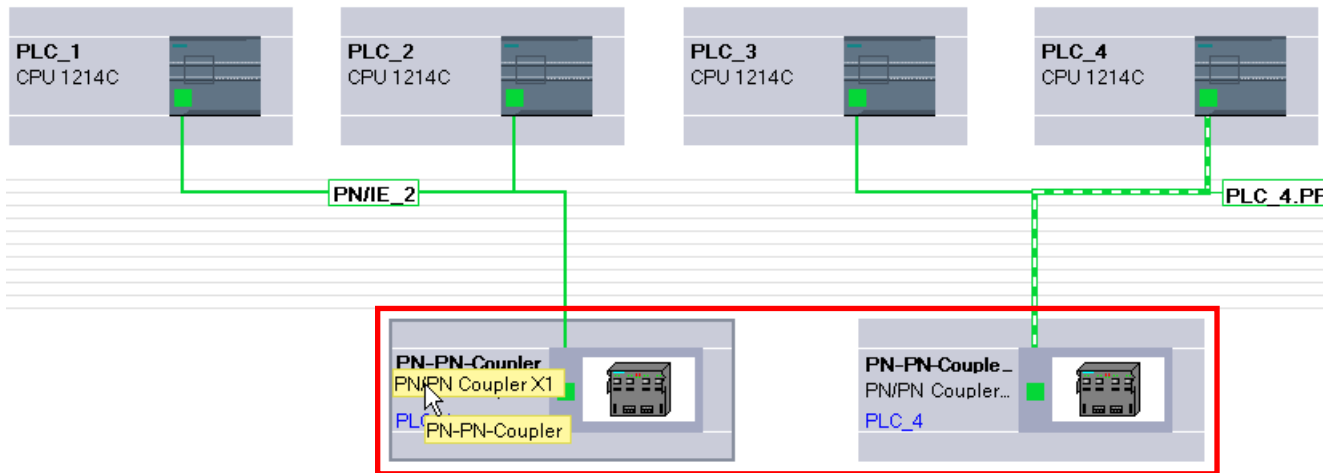 PLC_1
CPU 1214C
PLC_2
CPU 1214C
PLC_3
CPU 1214C
PLC_4
CPU 1214C
PN/IE_2
PLC_4.PP
PN-PN-Coupler
PN/PN Coupler X1
PN-PN-Coupler
PN-PN-Couple_
PN/PN Coupler...
PLC_4